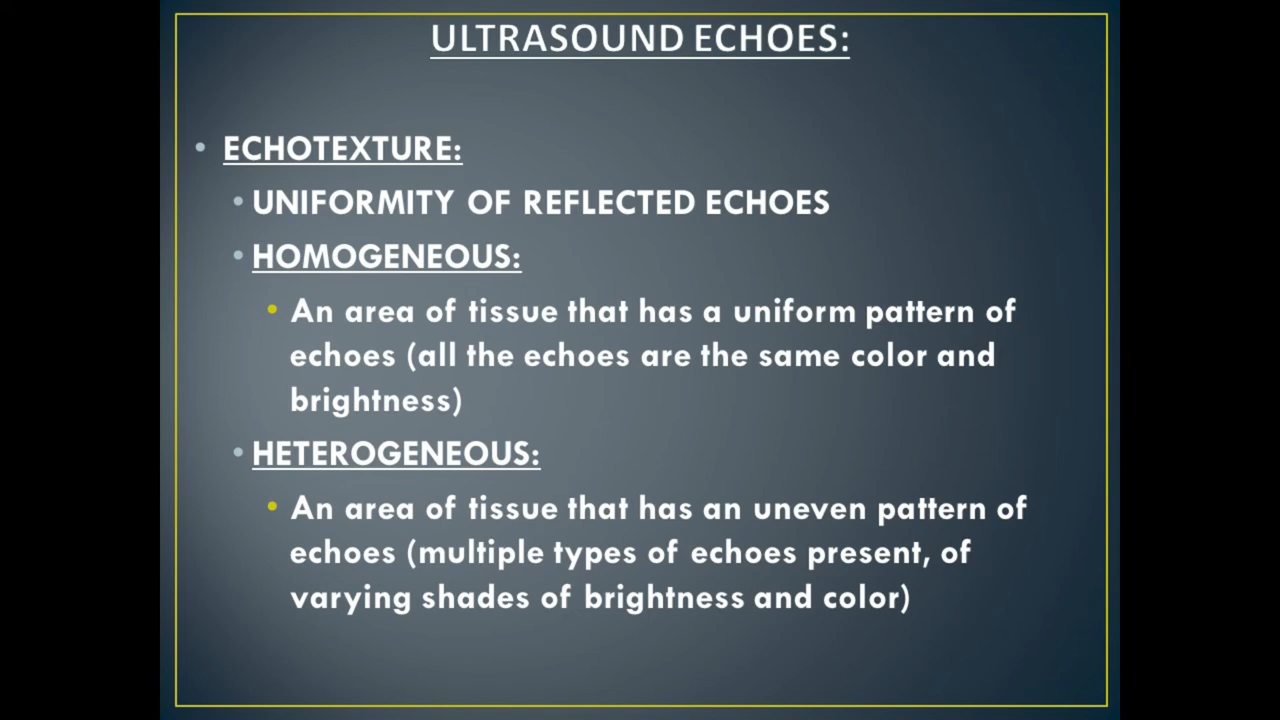 ULTRASOUND ECHOES:
• ECHOTEXTURE:
• UNIFORMITY OF REFLECTED ECHOES
• HOMOGENEOUS:
• An area of tissue that has a uniform pattern of
echoes (all the echoes are the same color and
brightness)
• HETEROGENEOUS:
• An area of tissue that has an uneven pattern of
echoes (multiple types of echoes present, of
varying shades of brightness and color)